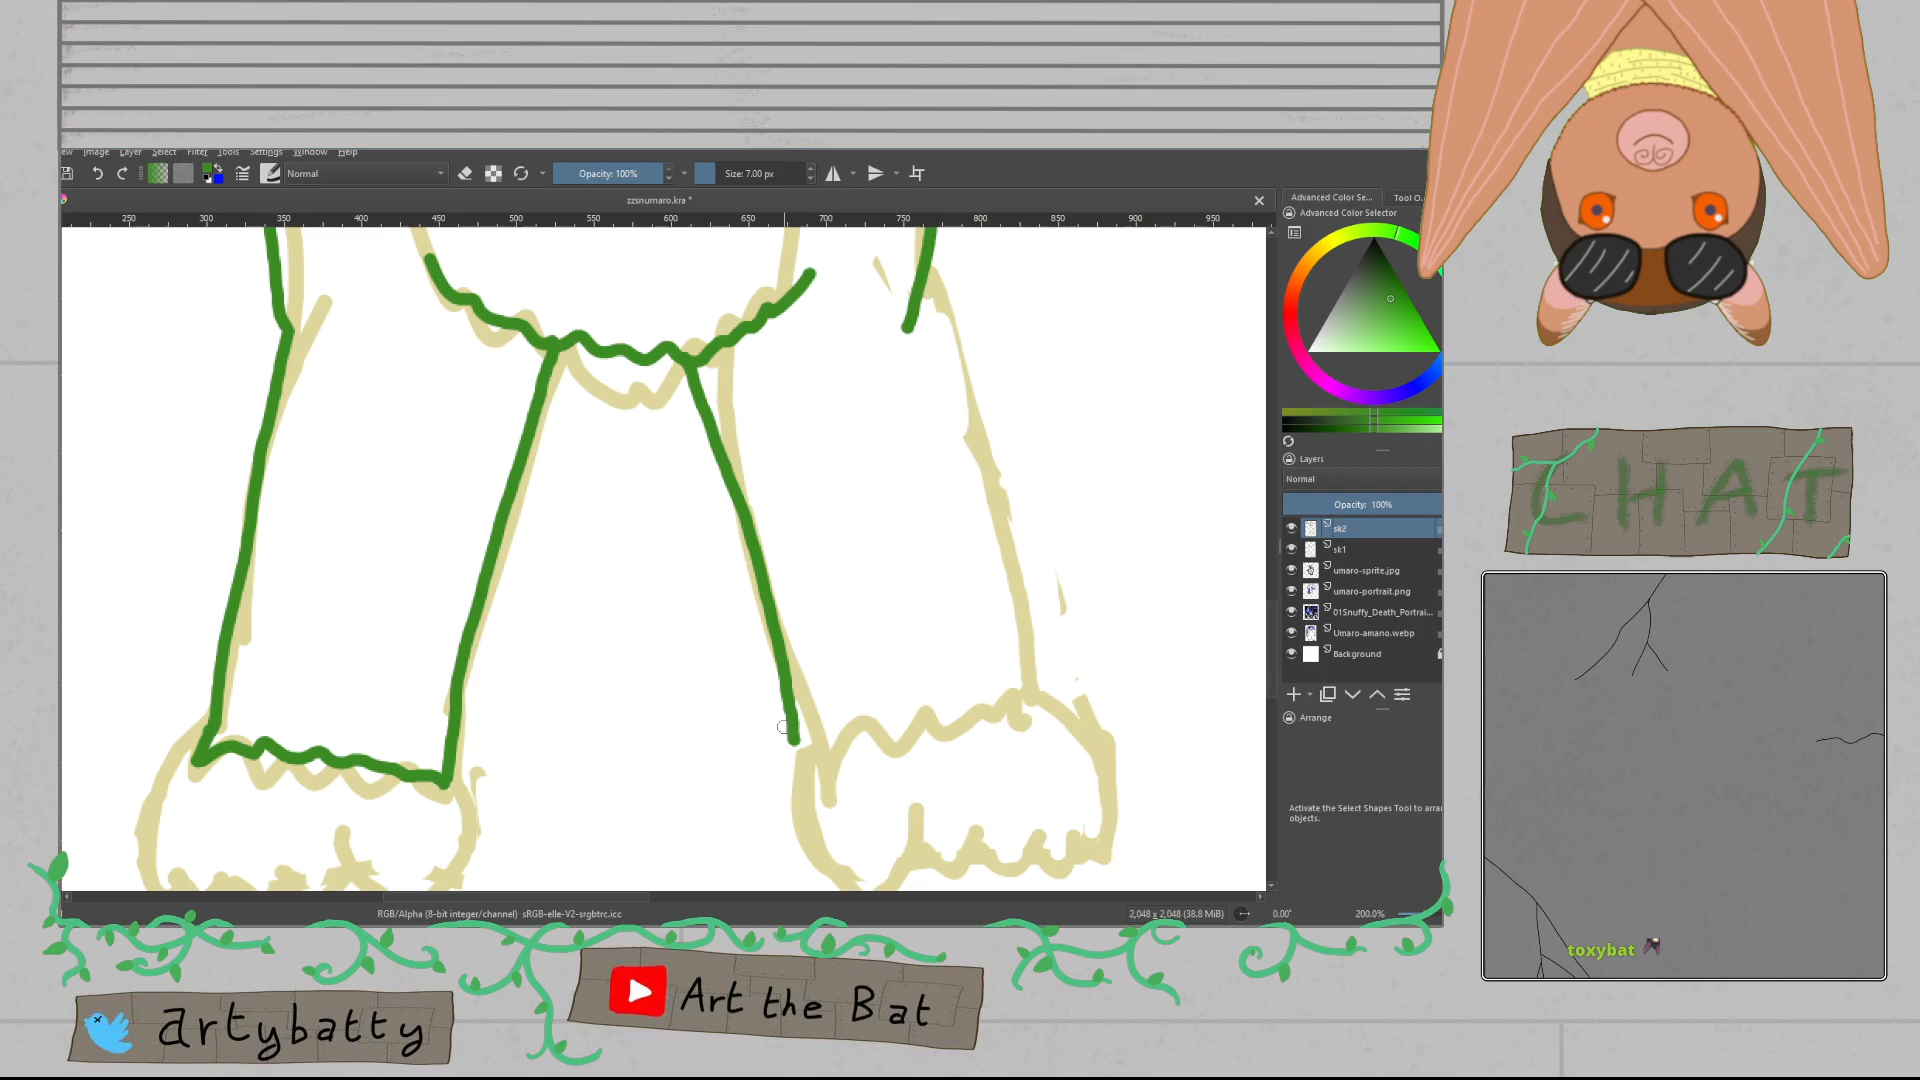 ew Image Layer Select Filter Tools Settings Window Help
Normal
Opacity: 100%
Size: 7.00 px
zzsnumaro.kra *
Advanced Color Se...
Tool O...
Advanced Color Selector
250 300 350 400 450 500 550 600 650 700 750 800 850 900 950
Layers
Normal
Opacity: 100%
sk2
sk1
umaro-sprite.jpg
umaro-portrait.png
01Snuffy_Death_Portrai...
Umaro-amano.webp
Background
Arrange
Activate the Select Shapes Tool to arra
objects.
RGB/Alpha (8-bit integer/channel) sRGB-elle-V2-srgbtrc.icc
2,048 x 2,048 (38.8 MiB)
0.00°
200.0%
CHAT
toxybat
artybatty
Art the Bat